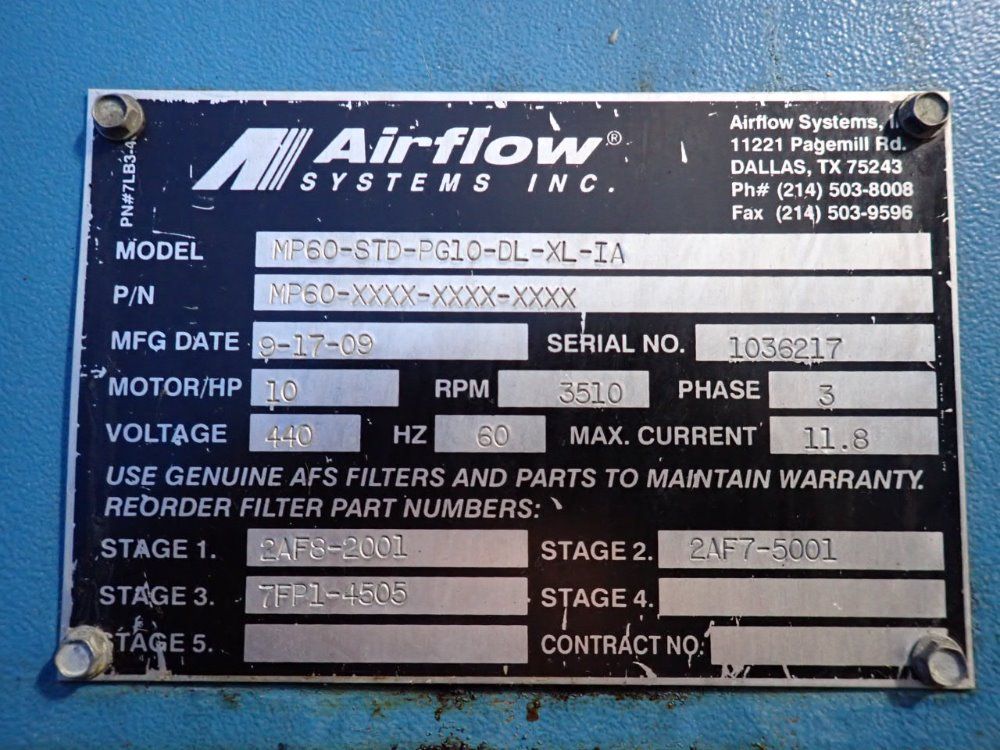 PN#7LB3-4
Airflow®
SYSTEMS INC.
Airflow Systems,
11221 Pagemill Rd.
DALLAS, TX 75243
Ph# (214) 503-8008
Fax (214) 503-9596
MODEL MP60-STD-PG10-DL-XL-IA
P/N MP60-XXXX-XXXX-XXXX
MFG DATE 9-17-09 SERIAL NO. 1036217
MOTOR/HP 10 RPM 3510 PHASE 3
VOLTAGE 440 HZ 60 MAX. CURRENT 11.8
USE GENUINE AFS FILTERS AND PARTS TO MAINTAIN WARRANTY.
REORDER FILTER PART NUMBERS:
STAGE 1. 2AF8-2001 STAGE 2. 2AF7-5001
STAGE 3. 7FP1-4505 STAGE 4.
STAGE 5. CONTRACT NO.